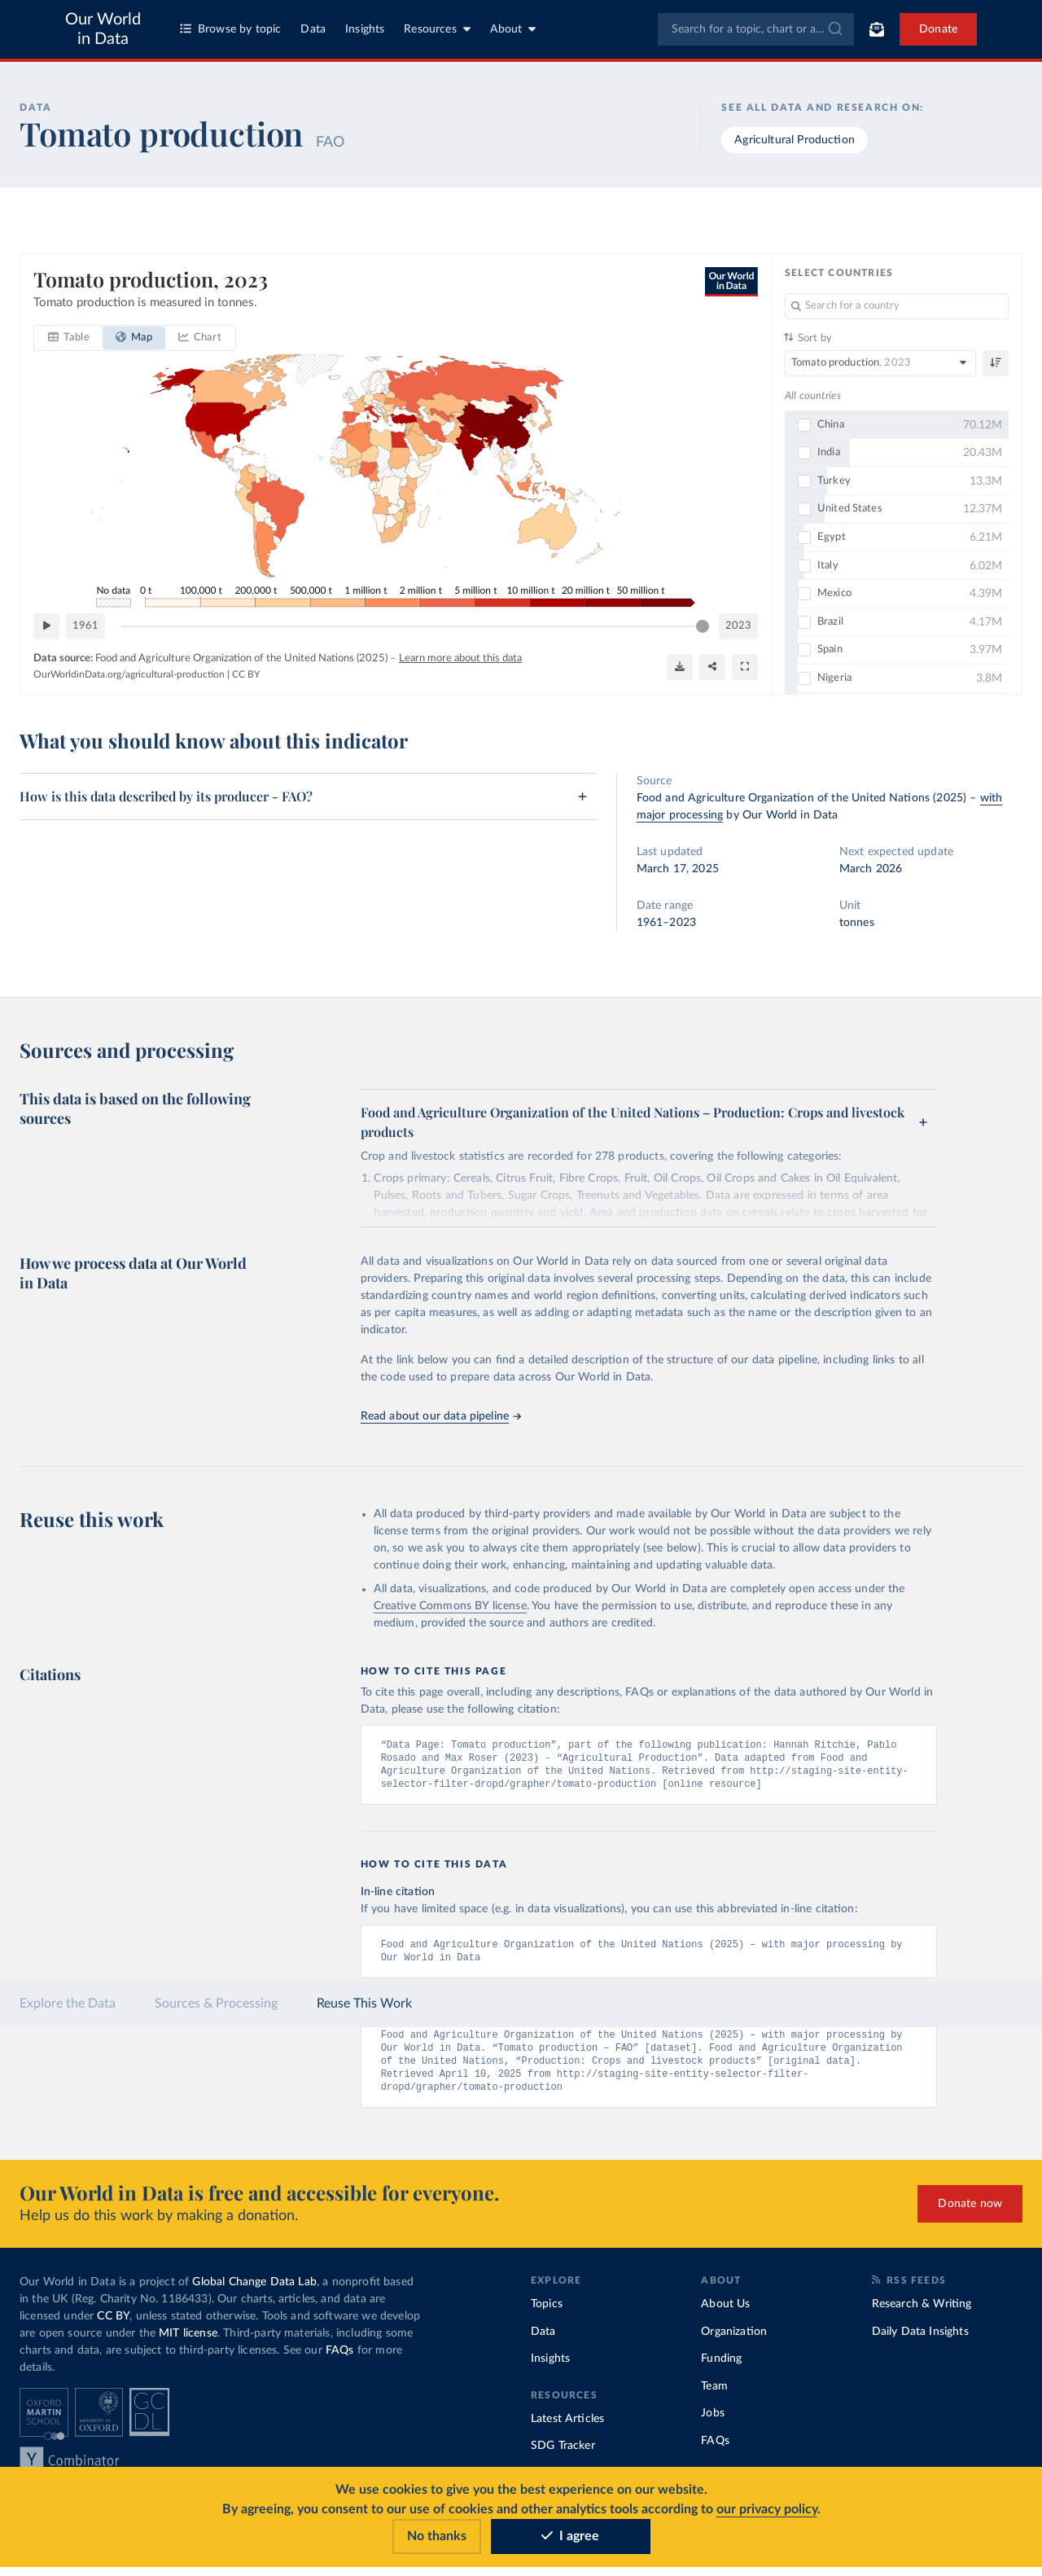 Our World
in Data
Browse by topic
Data
Insights
Resources
About
Search for a topic, chart or a...
Donate
DATA
Tomato production FAO
SEE ALL DATA AND RESEARCH ON:
Agricultural Production
Tomato production, 2023
Tomato production is measured in tonnes.
Our World
in Data
Table
Map
Chart
No data
0 t
100,000 t
200,000 t
500,000 t
1 million t
2 million t
5 million t
10 million t
20 million t
50 million t
1961
2023
Data source: Food and Agriculture Organization of the United Nations (2025) – Learn more about this data
OurWorldinData.org/agricultural-production | CC BY
SELECT COUNTRIES
Search for a country
Sort by
Tomato production, 2023
All countries
China 70.12M
India 20.43M
Turkey 13.3M
United States 12.37M
Egypt 6.21M
Italy 6.02M
Mexico 4.39M
Brazil 4.17M
Spain 3.97M
Nigeria 3.8M
What you should know about this indicator
How is this data described by its producer - FAO?
+
Source
Food and Agriculture Organization of the United Nations (2025) – with
major processing by Our World in Data
Last updated
March 17, 2025
Next expected update
March 2026
Date range
1961–2023
Unit
tonnes
Sources and processing
This data is based on the following
sources
Food and Agriculture Organization of the United Nations – Production: Crops and livestock
products
+
Crop and livestock statistics are recorded for 278 products, covering the following categories:
1. Crops primary: Cereals, Citrus Fruit, Fibre Crops, Fruit, Oil Crops, Oil Crops and Cakes in Oil Equivalent,
Pulses, Roots and Tubers, Sugar Crops, Treenuts and Vegetables. Data are expressed in terms of area
harvested, production quantity and yield. Area and production data on cereals relate to crops harvested for
How we process data at Our World
in Data
All data and visualizations on Our World in Data rely on data sourced from one or several original data
providers. Preparing this original data involves several processing steps. Depending on the data, this can include
standardizing country names and world region definitions, converting units, calculating derived indicators such
as per capita measures, as well as adding or adapting metadata such as the name or the description given to an
indicator.
At the link below you can find a detailed description of the structure of our data pipeline, including links to all
the code used to prepare data across Our World in Data.
Read about our data pipeline →
Reuse this work
• All data produced by third-party providers and made available by Our World in Data are subject to the
license terms from the original providers. Our work would not be possible without the data providers we rely
on, so we ask you to always cite them appropriately (see below). This is crucial to allow data providers to
continue doing their work, enhancing, maintaining and updating valuable data.
• All data, visualizations, and code produced by Our World in Data are completely open access under the
Creative Commons BY license. You have the permission to use, distribute, and reproduce these in any
medium, provided the source and authors are credited.
Citations
HOW TO CITE THIS PAGE
To cite this page overall, including any descriptions, FAQs or explanations of the data authored by Our World in
Data, please use the following citation:
“Data Page: Tomato production”, part of the following publication: Hannah Ritchie, Pablo
Rosado and Max Roser (2023) - “Agricultural Production”. Data adapted from Food and
Agriculture Organization of the United Nations. Retrieved from http://staging-site-entity-
selector-filter-dropd/grapher/tomato-production [online resource]
HOW TO CITE THIS DATA
In-line citation
If you have limited space (e.g. in data visualizations), you can use this abbreviated in-line citation:
Food and Agriculture Organization of the United Nations (2025) – with major processing by
Our World in Data
Explore the Data
Sources & Processing
Reuse This Work
Food and Agriculture Organization of the United Nations (2025) – with major processing by
Our World in Data. “Tomato production – FAO” [dataset]. Food and Agriculture Organization
of the United Nations, “Production: Crops and livestock products” [original data].
Retrieved April 10, 2025 from http://staging-site-entity-selector-filter-
dropd/grapher/tomato-production
Our World in Data is free and accessible for everyone.
Help us do this work by making a donation.
Donate now
Our World in Data is a project of Global Change Data Lab, a nonprofit based
in the UK (Reg. Charity No. 1186433). Our charts, articles, and data are
licensed under CC BY, unless stated otherwise. Tools and software we develop
are open source under the MIT license. Third-party materials, including some
charts and data, are subject to third-party licenses. See our FAQs for more
details.
OXFORD
MARTIN
SCHOOL
UNIVERSITY OF
OXFORD
GC
DL
Y Combinator
EXPLORE
Topics
Data
Insights
RESOURCES
Latest Articles
SDG Tracker
ABOUT
About Us
Organization
Funding
Team
Jobs
FAQs
RSS FEEDS
Research & Writing
Daily Data Insights
We use cookies to give you the best experience on our website.
By agreeing, you consent to our use of cookies and other analytics tools according to our privacy policy.
No thanks
I agree